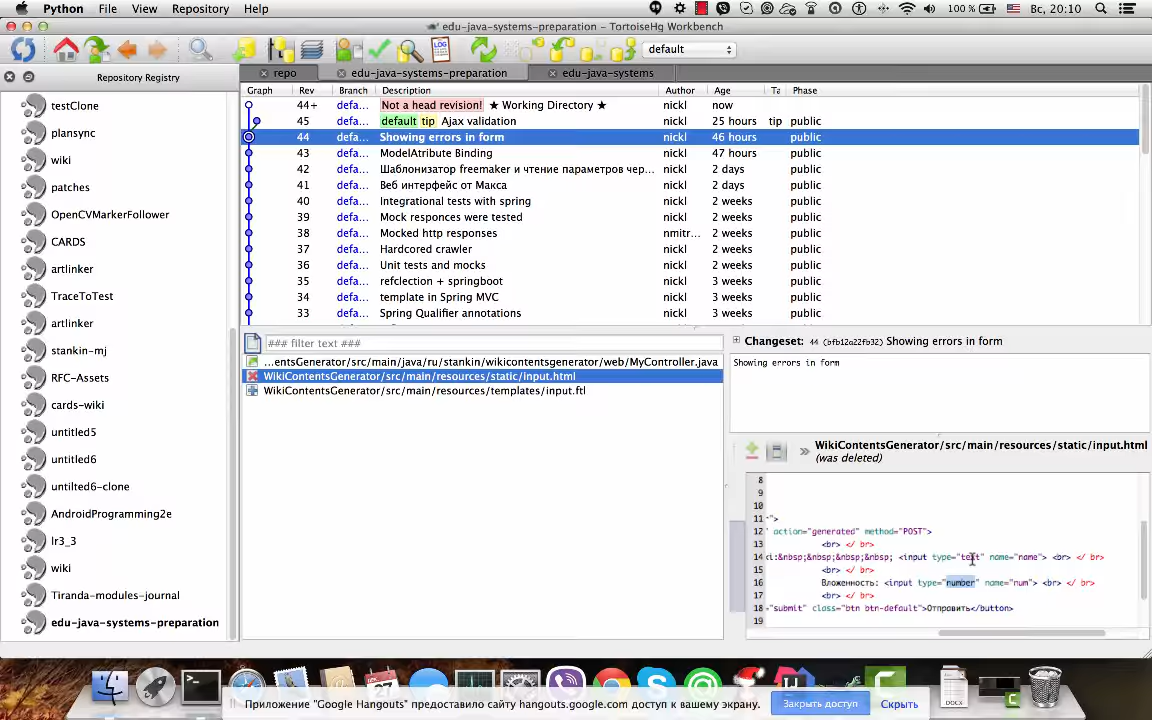 Python File View Repository Help 100 % Вс, 20:10
edu-java-systems-preparation - TortoiseHg Workbench
LOG default
Repository Registry
repo edu-java-systems-preparation edu-java-systems
Graph Rev Branch Description Author Age Ta Phase
44+ defa... Not a head revision! ★ Working Directory ★ nickl now
45 defa... default tip Ajax validation nickl 25 hours tip public
44 defa... Showing errors in form nickl 46 hours public
43 defa... ModelAtribute Binding nickl 47 hours public
42 defa... Шаблонизатор freemaker и чтение параметров чер... nickl 2 days public
41 defa... Веб интерфейс от Макса nickl 2 days public
40 defa... Integrational tests with spring nickl 2 weeks public
39 defa... Mock responces were tested nickl 2 weeks public
38 defa... Mocked http responses nmitr... 2 weeks public
37 defa... Hardcored crawler nickl 2 weeks public
36 defa... Unit tests and mocks nickl 2 weeks public
35 defa... refclection + springboot nickl 3 weeks public
34 defa... template in Spring MVC nickl 3 weeks public
33 defa... Spring Qualifier annotations nickl 3 weeks public
testClone
plansync
wiki
patches
OpenCVMarkerFollower
CARDS
artlinker
TraceToTest
artlinker
stankin-mj
RFC-Assets
cards-wiki
untitled5
untitled6
untilted6-clone
AndroidProgramming2e
lr3_3
wiki
Tiranda-modules-journal
edu-java-systems-preparation
### filter text ###
...entsGenerator/src/main/java/ru/stankin/wikicontentsgenerator/web/MyController.java
WikiContentsGenerator/src/main/resources/static/input.html
WikiContentsGenerator/src/main/resources/templates/input.ftl
Changeset: 44 (bfb12a22fb32) Showing errors in form
Showing errors in form
WikiContentsGenerator/src/main/resources/static/input.html
(was deleted)
8
9
10
11 ">
12 " action="generated" method="POST">
13 <br> </ br>
14 ci:&nbsp;&nbsp;&nbsp;&nbsp; <input type="text" name="name"> <br> </ br>
15 <br> </ br>
16 Вложенность: <input type="number" name="num"> <br> </ br>
17 <br> </ br>
18 ="submit" class="btn btn-default">Отправить</button>
19
27
DOCX
Приложение "Google Hangouts" предоставило сайту hangouts.google.com доступ к вашему экрану. Закрыть доступ Скрыть